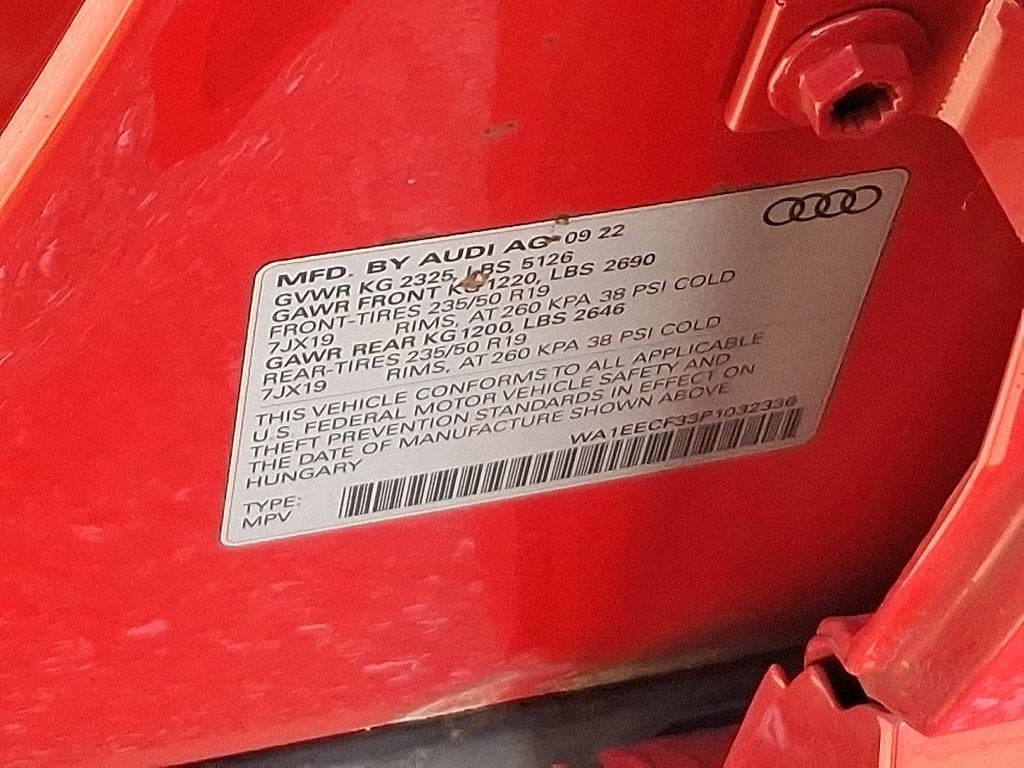 MFD. BY AUDI AG 09 22
GVWR KG 2325, LBS 5126
GAWR FRONT KG 1220, LBS 2690
FRONT-TIRES 235/50 R19
7JX19 RIMS, AT 260 KPA 38 PSI COLD
GAWR REAR KG 1200, LBS 2646
REAR-TIRES 235/50 R19
7JX19 RIMS, AT 260 KPA 38 PSI COLD
THIS VEHICLE CONFORMS TO ALL APPLICABLE
U.S. FEDERAL MOTOR VEHICLE SAFETY AND
THEFT PREVENTION STANDARDS IN EFFECT ON
THE DATE OF MANUFACTURE SHOWN ABOVE.
HUNGARY
WA1EECF33P1032336
TYPE:
MPV